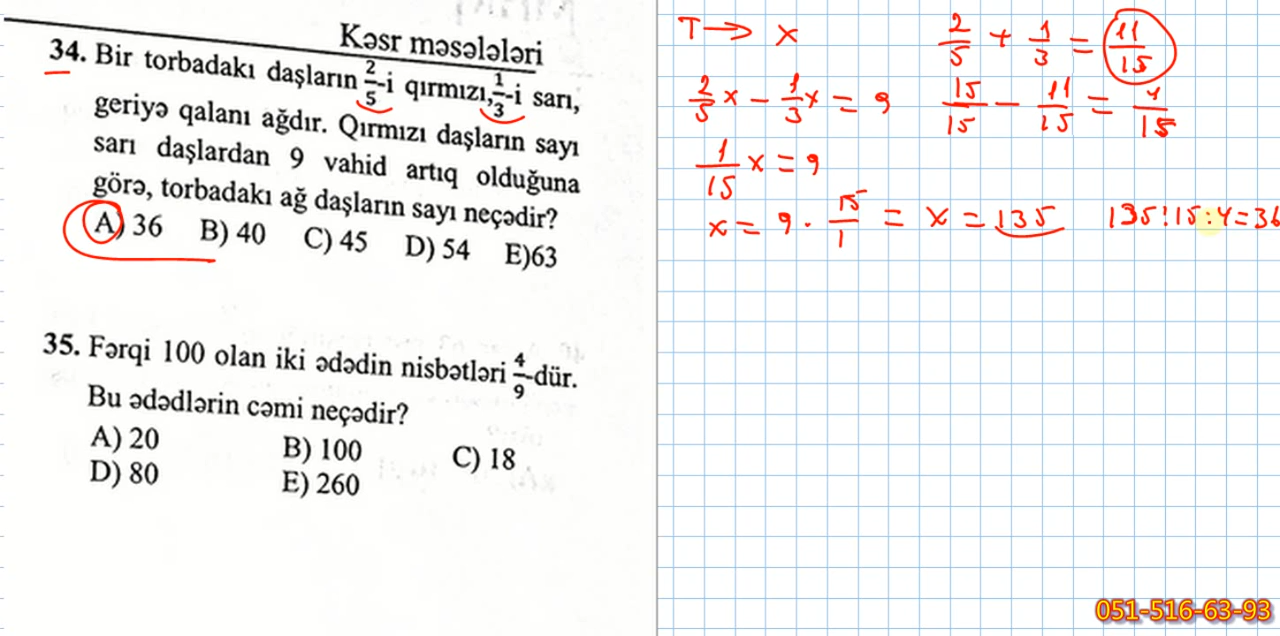 Kəsr məsələləri
34. Bir torbadakı daşların 2/5-i qırmızı, 1/3-i sarı,
geriyə qalanı ağdır. Qırmızı daşların sayı
sarı daşlardan 9 vahid artıq olduğuna
görə, torbadakı ağ daşların sayı neçədir?
A) 36 B) 40 C) 45 D) 54 E)63
35. Fərqi 100 olan iki ədədin nisbətləri 4/9-dür.
Bu ədədlərin cəmi neçədir?
A) 20 B) 100 C) 18
D) 80 E) 260
T → x
2/5 x - 1/3 x = 9
1/15 x = 9
x = 9 · 15/1 = x = 135
2/5 + 1/3 = 11/15
15/15 - 11/15 = 4/15
135:15:4=36
051-516-63-93